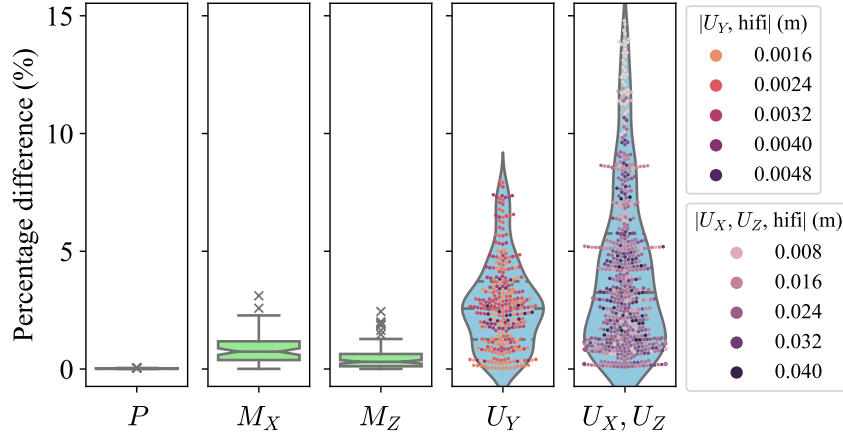 Percentage difference (%)
15
10
5
0
P
M_X
M_Z
U_Y
U_X, U_Z
|U_Y, hifi| (m)
0.0016
0.0024
0.0032
0.0040
0.0048
|U_X, U_Z, hifi| (m)
0.008
0.016
0.024
0.032
0.040